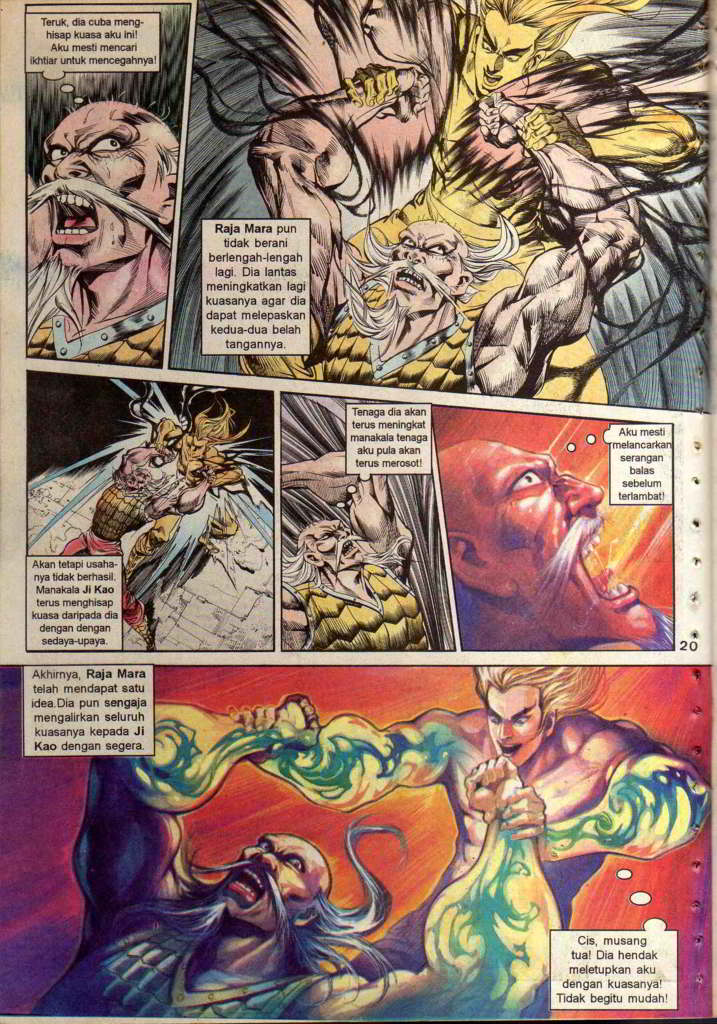 Teruk, dia cuba meng-
hisap kuasa aku ini!
Aku mesti mencari
ikhtiar untuk mencegahnya!
Raja Mara pun
tidak berani
berlengah-lengah
lagi. Dia lantas
meningkatkan lagi
kuasanya agar dia
dapat melepaskan
kedua-dua belah
tangannya.
Akan tetapi usaha-
nya tidak berhasil.
Manakala Ji Kao
terus menghisap
kuasa daripada dia
dengan dengan
sedaya-upaya.
Tenaga dia akan
terus meningkat
manakala tenaga
aku pula akan
terus merosot!
Aku mesti
melancarkan
serangan
balas
sebelum
terlambat!
20
Akhirnya, Raja Mara
telah mendapat satu
idea.Dia pun sengaja
mengalirkan seluruh
kuasanya kepada Ji
Kao dengan segera.
Cis, musang
tua! Dia hendak
meletupkan aku
dengan kuasanya!
Tidak begitu mudah!